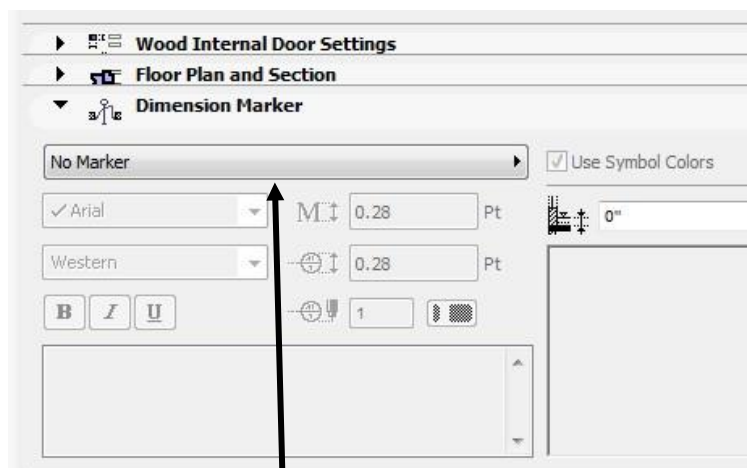 Wood Internal Door Settings
Floor Plan and Section
Dimension Marker
No Marker
Use Symbol Colors
Arial
M
0.28
Pt
0"
Western
0.28
Pt
B I U
1